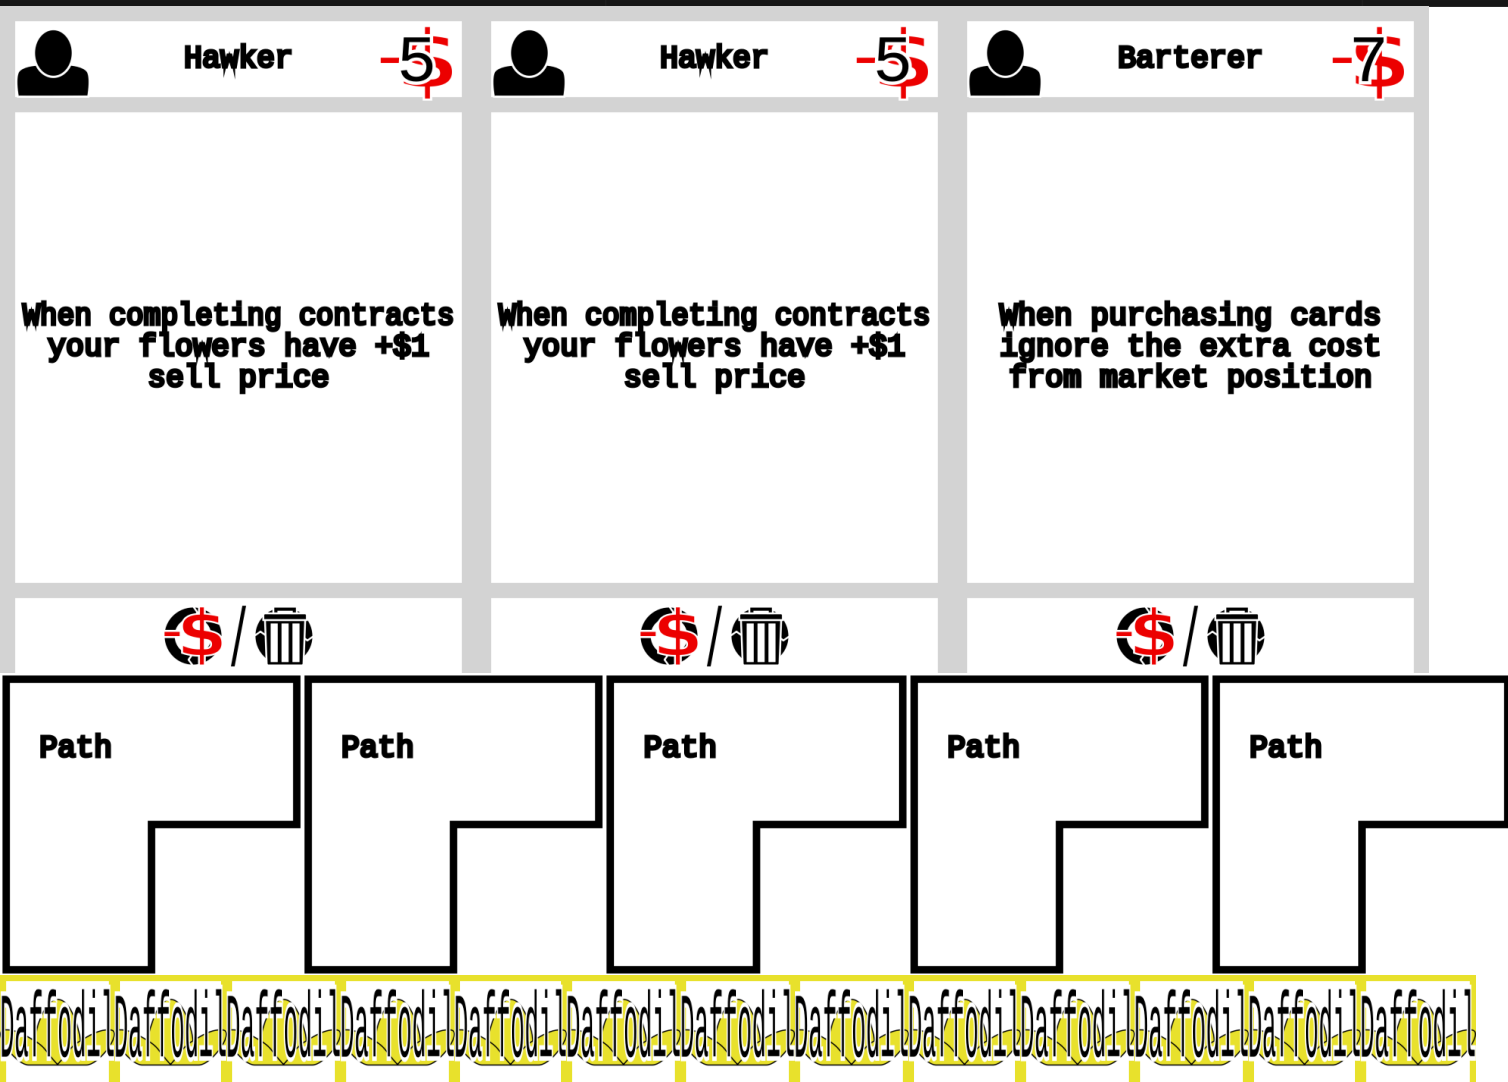 Hawker -5$
Hawker -5$
Barterer -7$
When completing contracts
your flowers have +$1
sell price
When completing contracts
your flowers have +$1
sell price
When purchasing cards
ignore the extra cost
from market position
-$ /
-$ /
-$ /
Path
Path
Path
Path
Path
Daffodil
Daffodil
Daffodil
Daffodil
Daffodil
Daffodil
Daffodil
Daffodil
Daffodil
Daffodil
Daffodil
Daffodil
Daffodil